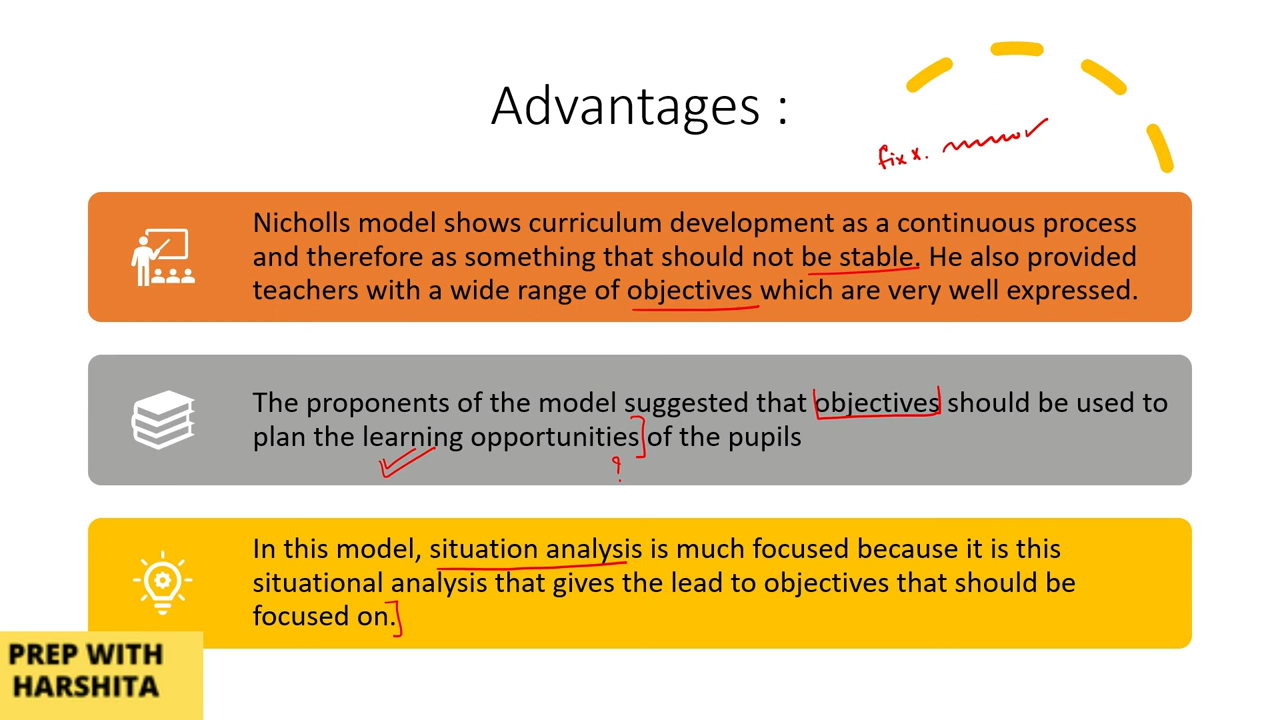 Advantages :
fix x.
Nicholls model shows curriculum development as a continuous process
and therefore as something that should not be stable. He also provided
teachers with a wide range of objectives which are very well expressed.
The proponents of the model suggested that objectives should be used to
plan the learning opportunities of the pupils
?
In this model, situation analysis is much focused because it is this
situational analysis that gives the lead to objectives that should be
focused on.
PREP WITH
HARSHITA